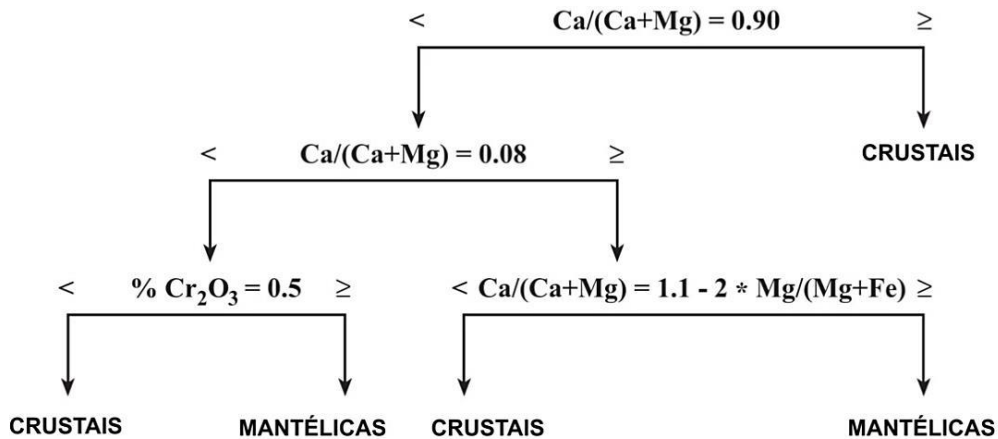 < Ca/(Ca+Mg) = 0.90 ≥
< Ca/(Ca+Mg) = 0.08 ≥ CRUSTAIS
< % Cr₂O₃ = 0.5 ≥ < Ca/(Ca+Mg) = 1.1 - 2 * Mg/(Mg+Fe) ≥
CRUSTAIS MANTÉLICAS CRUSTAIS MANTÉLICAS